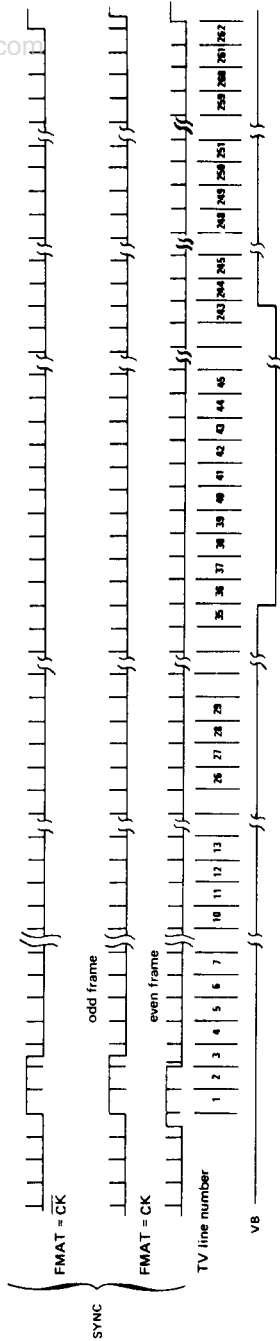 com
FMAT = C̅K̅
odd frame
SYNC
FMAT = CK
even frame
TV line number 1 2 3 4 5 6 7 10 11 12 13 26 27 28 29 35 36 37 38 39 40 41 42 43 44 45 243 244 245 248 249 250 251 259 260 261 262
VB